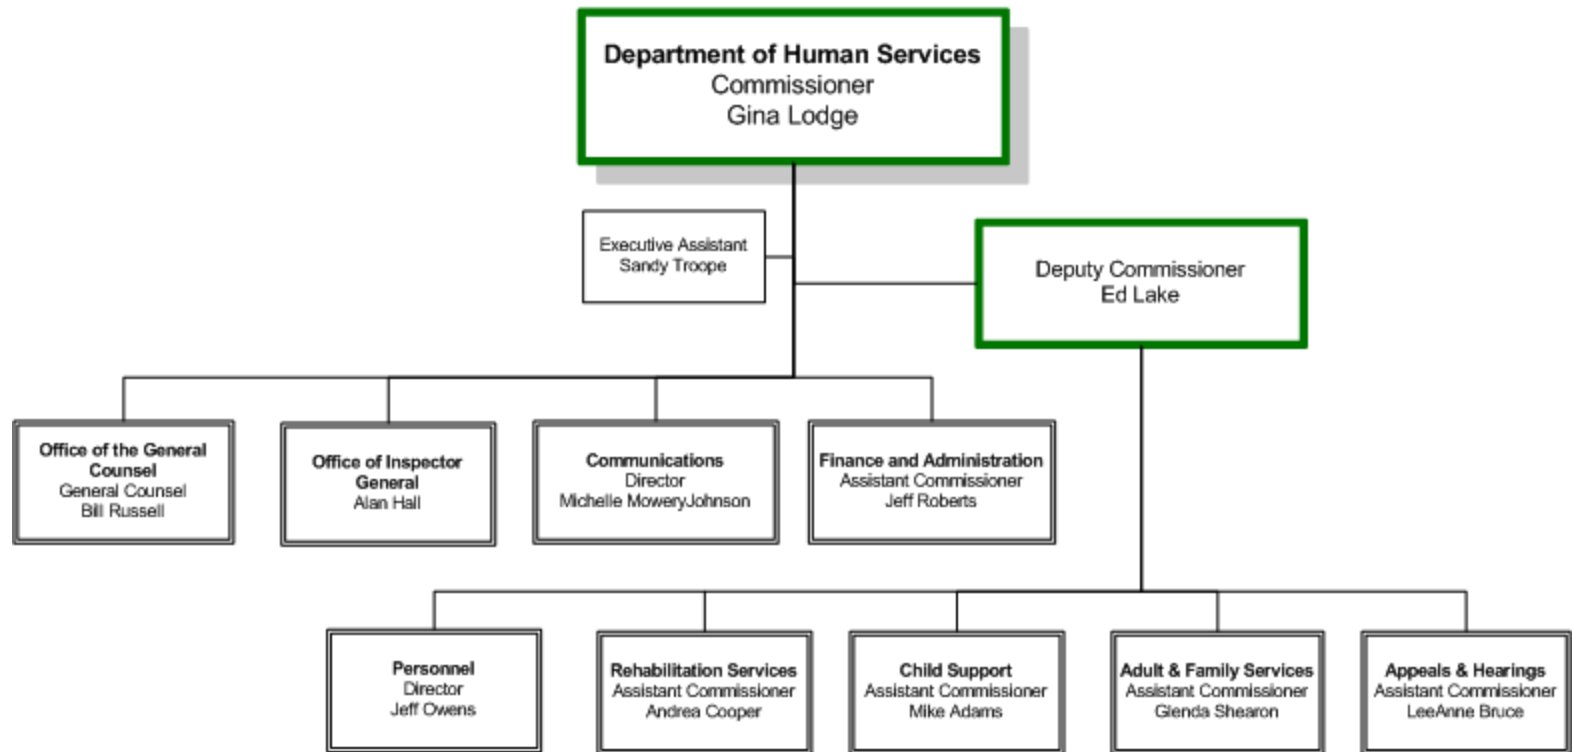 Department of Human Services
Commissioner
Gina Lodge
Executive Assistant
Sandy Troope
Deputy Commissioner
Ed Lake
Office of the General
Counsel
General Counsel
Bill Russell
Office of Inspector
General
Alan Hall
Communications
Director
Michelle MoweryJohnson
Finance and Administration
Assistant Commissioner
Jeff Roberts
Personnel
Director
Jeff Owens
Rehabilitation Services
Assistant Commissioner
Andrea Cooper
Child Support
Assistant Commissioner
Mike Adams
Adult & Family Services
Assistant Commissioner
Glenda Shearon
Appeals & Hearings
Assistant Commissioner
LeeAnne Bruce